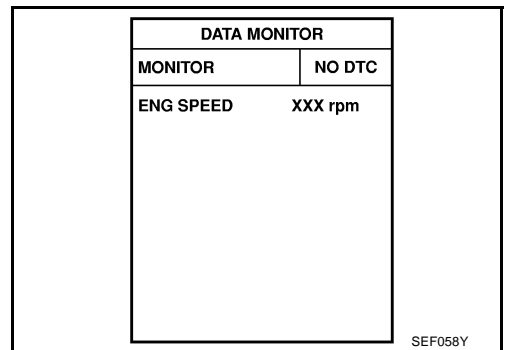 DATA MONITOR
MONITOR NO DTC
ENG SPEED XXX rpm
SEF058Y